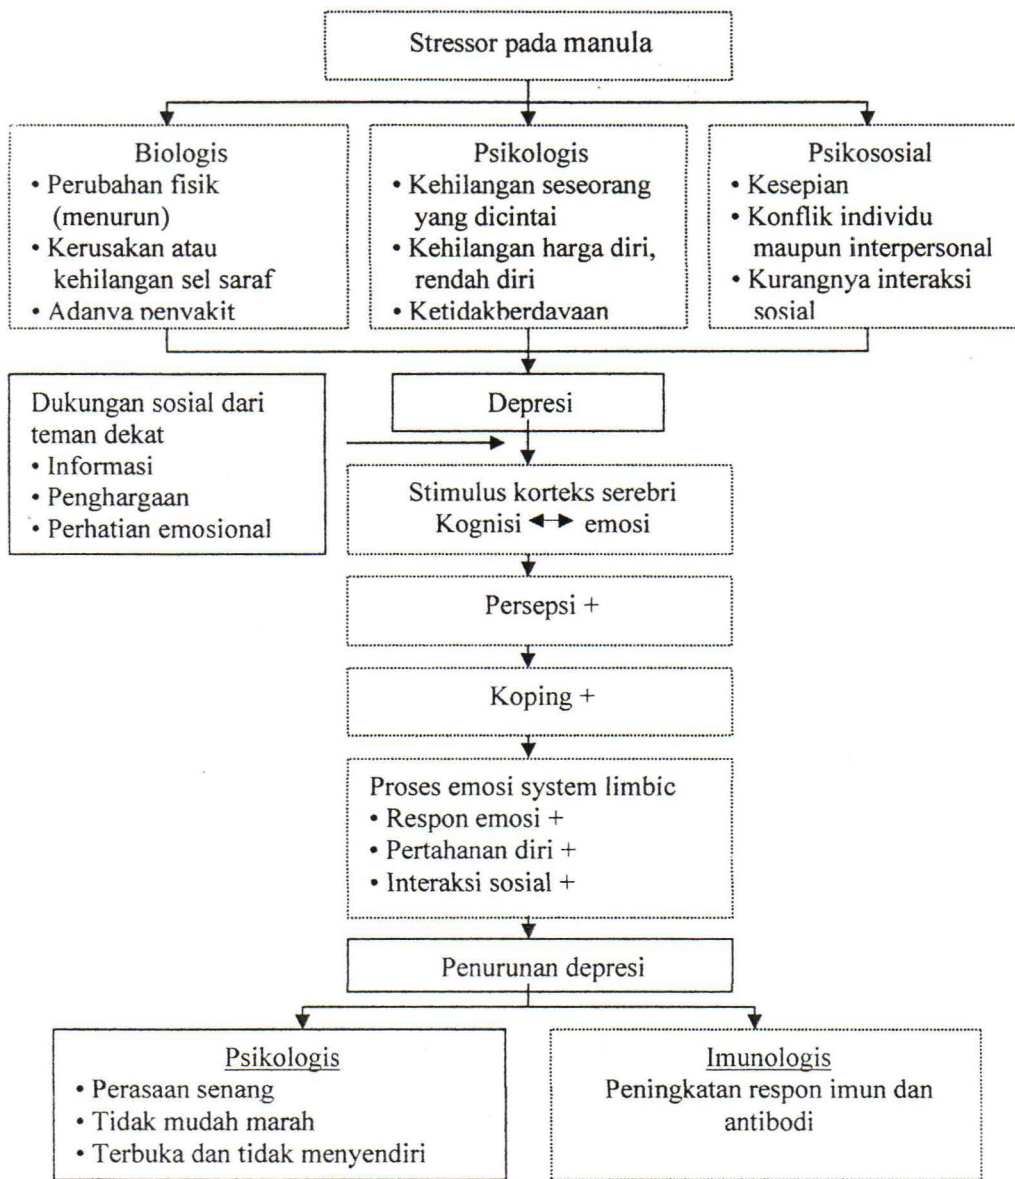 Stressor pada manula
Biologis
• Perubahan fisik
(menurun)
• Kerusakan atau
kehilangan sel saraf
• Adanya penyakit
Psikologis
• Kehilangan seseorang
yang dicintai
• Kehilangan harga diri,
rendah diri
• Ketidakberdayaan
Psikososial
• Kesepian
• Konflik individu
maupun interpersonal
• Kurangnya interaksi
sosial
Dukungan sosial dari
teman dekat
• Informasi
• Penghargaan
• Perhatian emosional
Depresi
Stimulus korteks serebri
Kognisi ↔ emosi
Persepsi +
Koping +
Proses emosi system limbic
• Respon emosi +
• Pertahanan diri +
• Interaksi sosial +
Penurunan depresi
Psikologis
• Perasaan senang
• Tidak mudah marah
• Terbuka dan tidak menyendiri
Imunologis
Peningkatan respon imun dan
antibodi